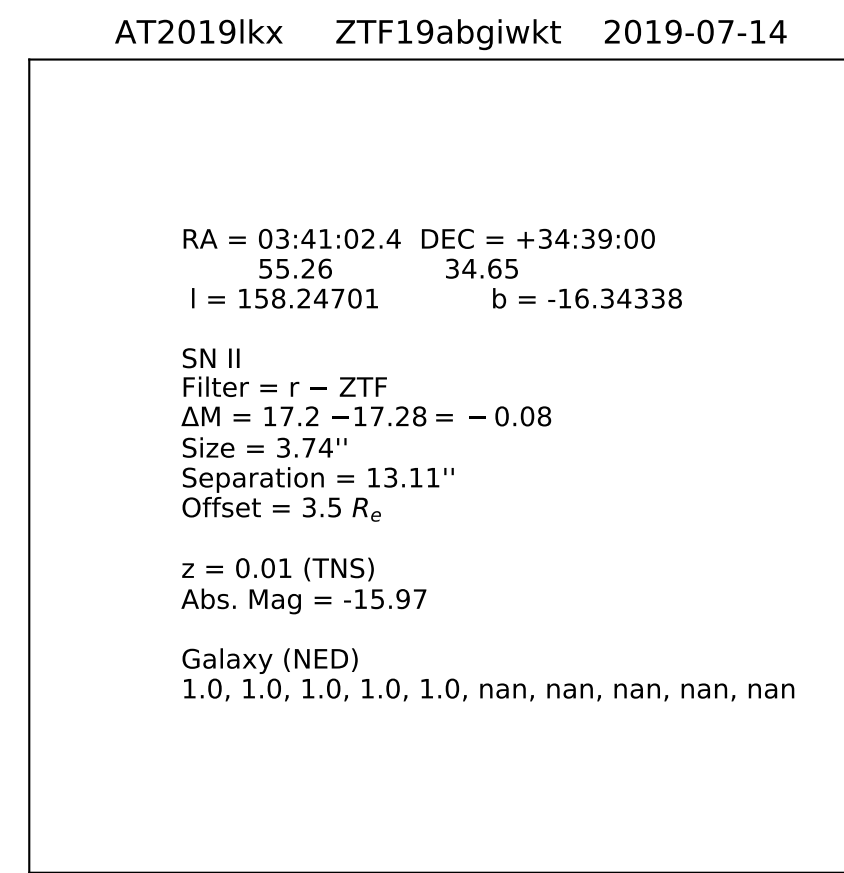 AT2019lkx ZTF19abgiwkt 2019-07-14
RA = 03:41:02.4 DEC = +34:39:00
55.26 34.65
l = 158.24701 b = -16.34338
SN II
Filter = r − ZTF
ΔM = 17.2 −17.28 = − 0.08
Size = 3.74''
Separation = 13.11''
Offset = 3.5 Rₑ
z = 0.01 (TNS)
Abs. Mag = -15.97
Galaxy (NED)
1.0, 1.0, 1.0, 1.0, 1.0, nan, nan, nan, nan, nan